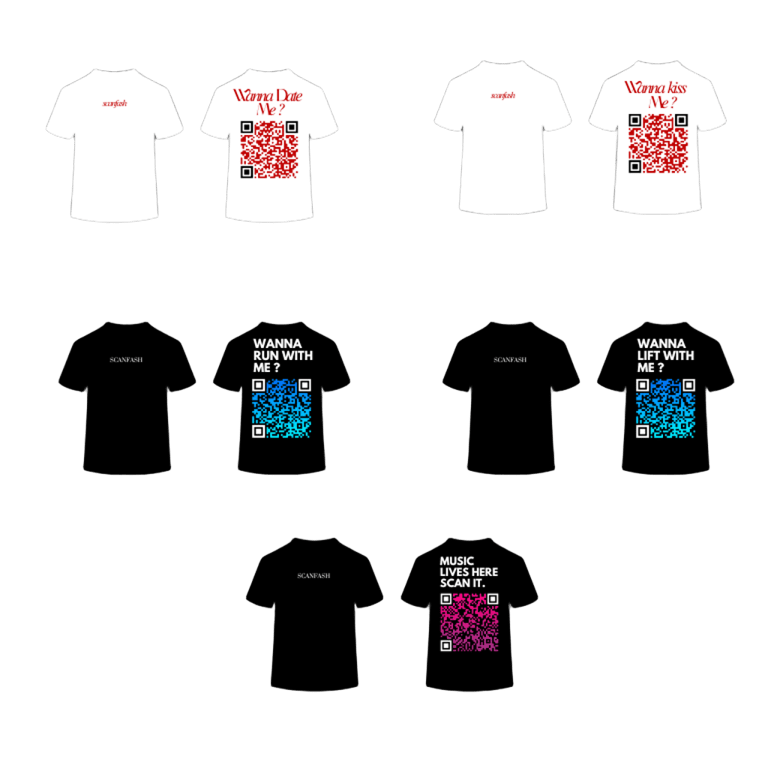 scanfash
Wanna Date
Me ?
scanfash
Wanna kiss
Me ?
SCANFASH
WANNA
RUN WITH
ME ?
SCANFASH
WANNA
LIFT WITH
ME ?
SCANFASH
MUSIC
LIVES HERE
SCAN IT.